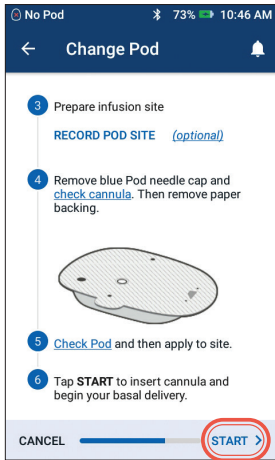 No Pod 73% 10:46 AM
Change Pod
3 Prepare infusion site
RECORD POD SITE (optional)
4 Remove blue Pod needle cap and
check cannula. Then remove paper
backing.
5 Check Pod and then apply to site.
6 Tap START to insert cannula and
begin your basal delivery.
CANCEL START